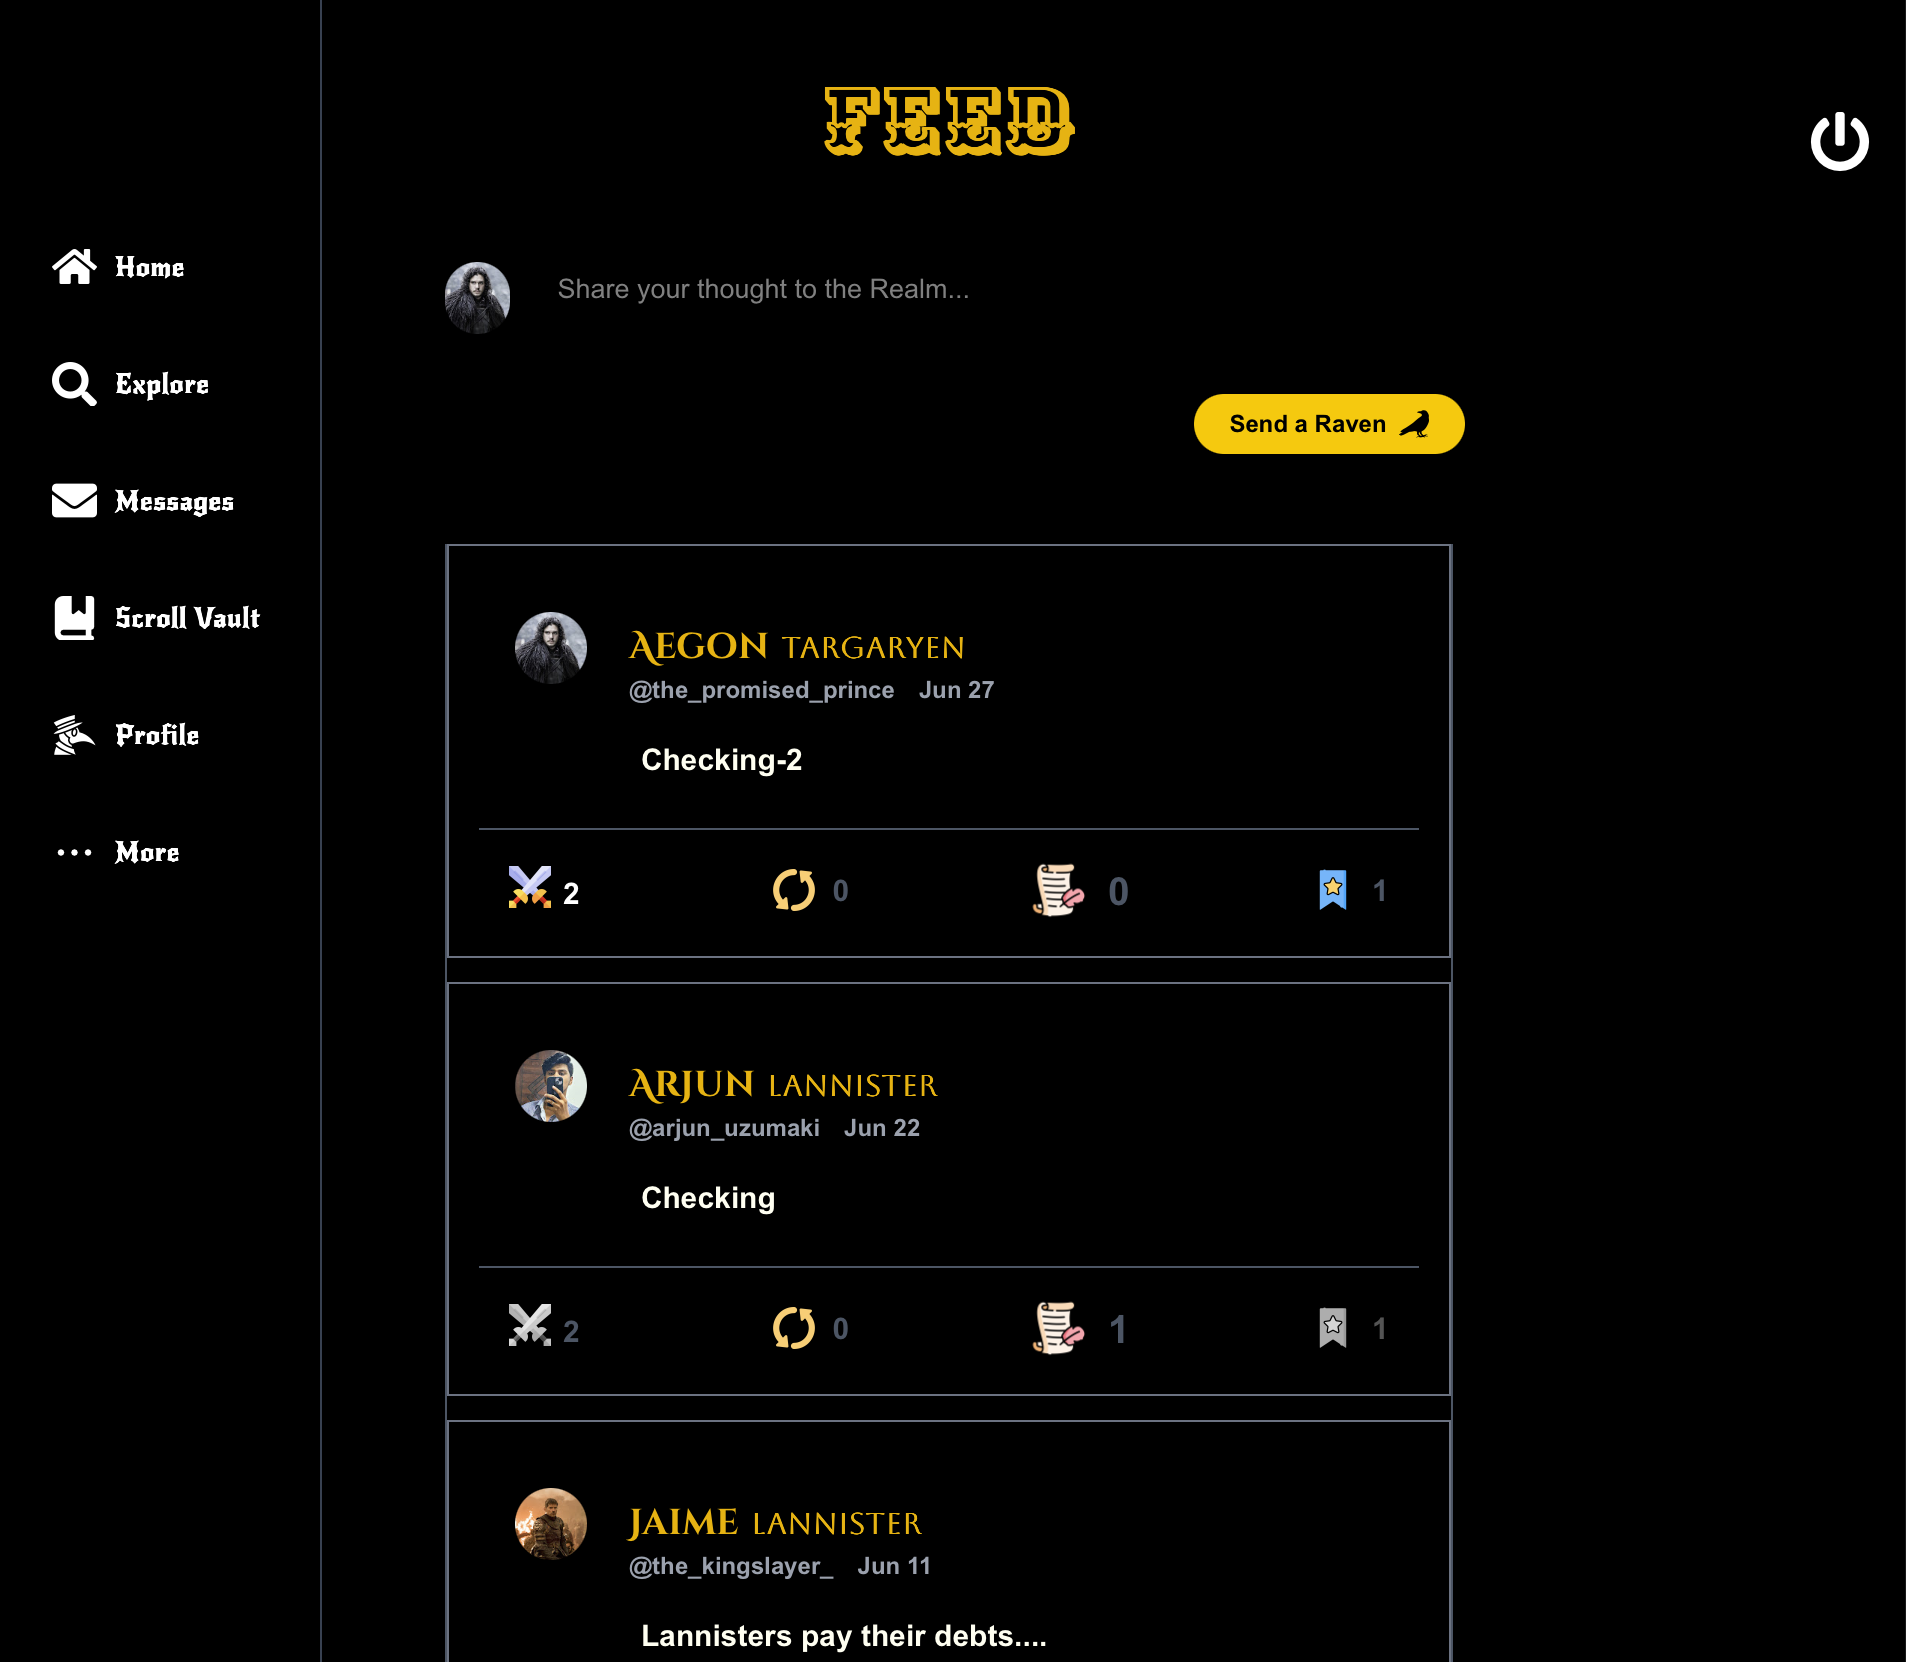 FEED
Home
Explore
Messages
Scroll Vault
Profile
More
Share your thought to the Realm...
Send a Raven
AEGON TARGARYEN
@the_promised_prince Jun 27
Checking-2
2 0 0 1
ARJUN LANNISTER
@arjun_uzumaki Jun 22
Checking
2 0 1 1
JAIME LANNISTER
@the_kingslayer_ Jun 11
Lannisters pay their debts....